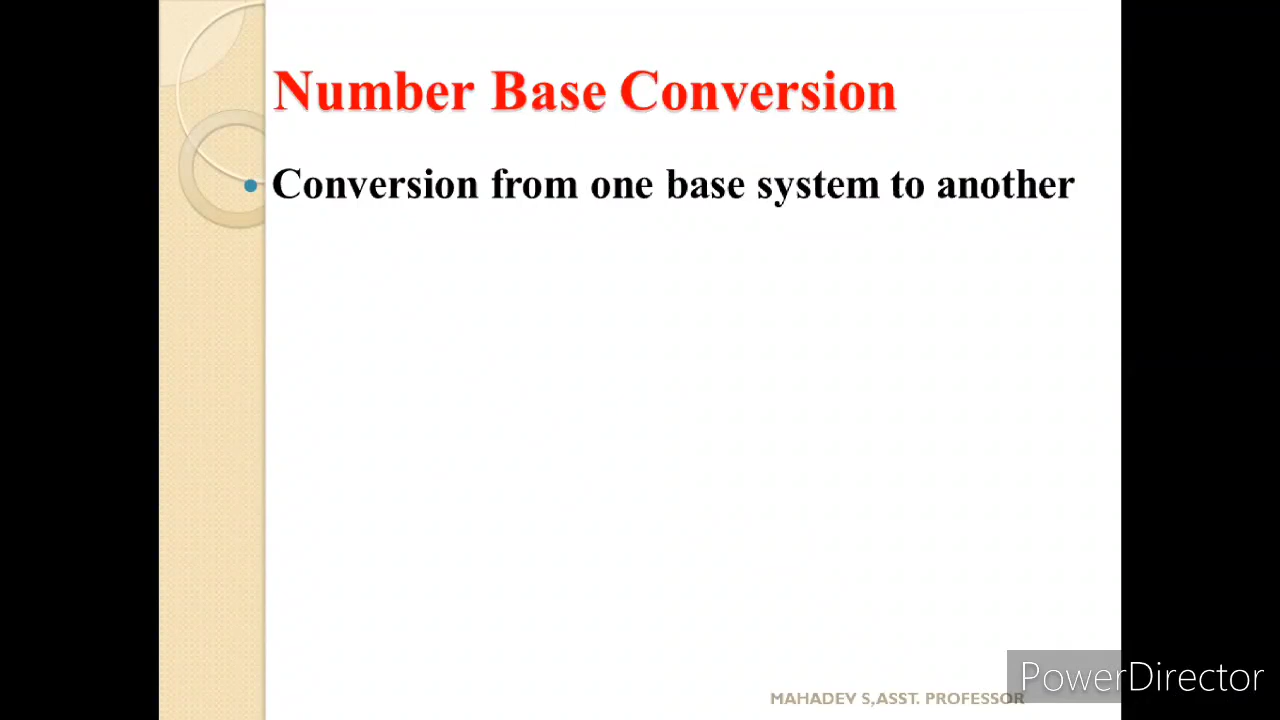 Number Base Conversion
Conversion from one base system to another
PowerDirector
MAHADEV S,ASST. PROFESSOR